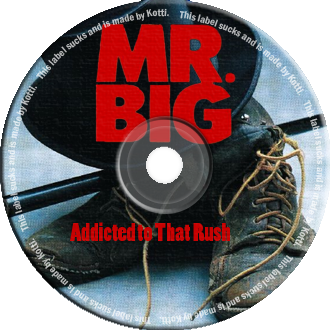 MR.
BIG
Addicted to That Rush
This label sucks and is made by Kotti. This label sucks and is made by Kotti. This label sucks and is made by Kotti. This label sucks and is made by Kotti.